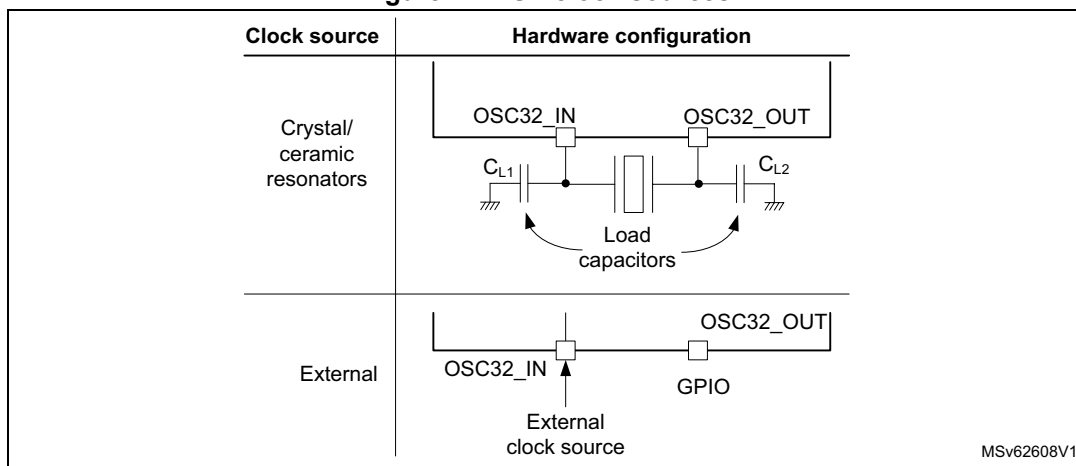 Clock source
Hardware configuration
OSC32_IN
OSC32_OUT
Crystal/
ceramic
resonators
CL1
CL2
Load
capacitors
OSC32_OUT
External
OSC32_IN
GPIO
External
clock source
MSv62608V1